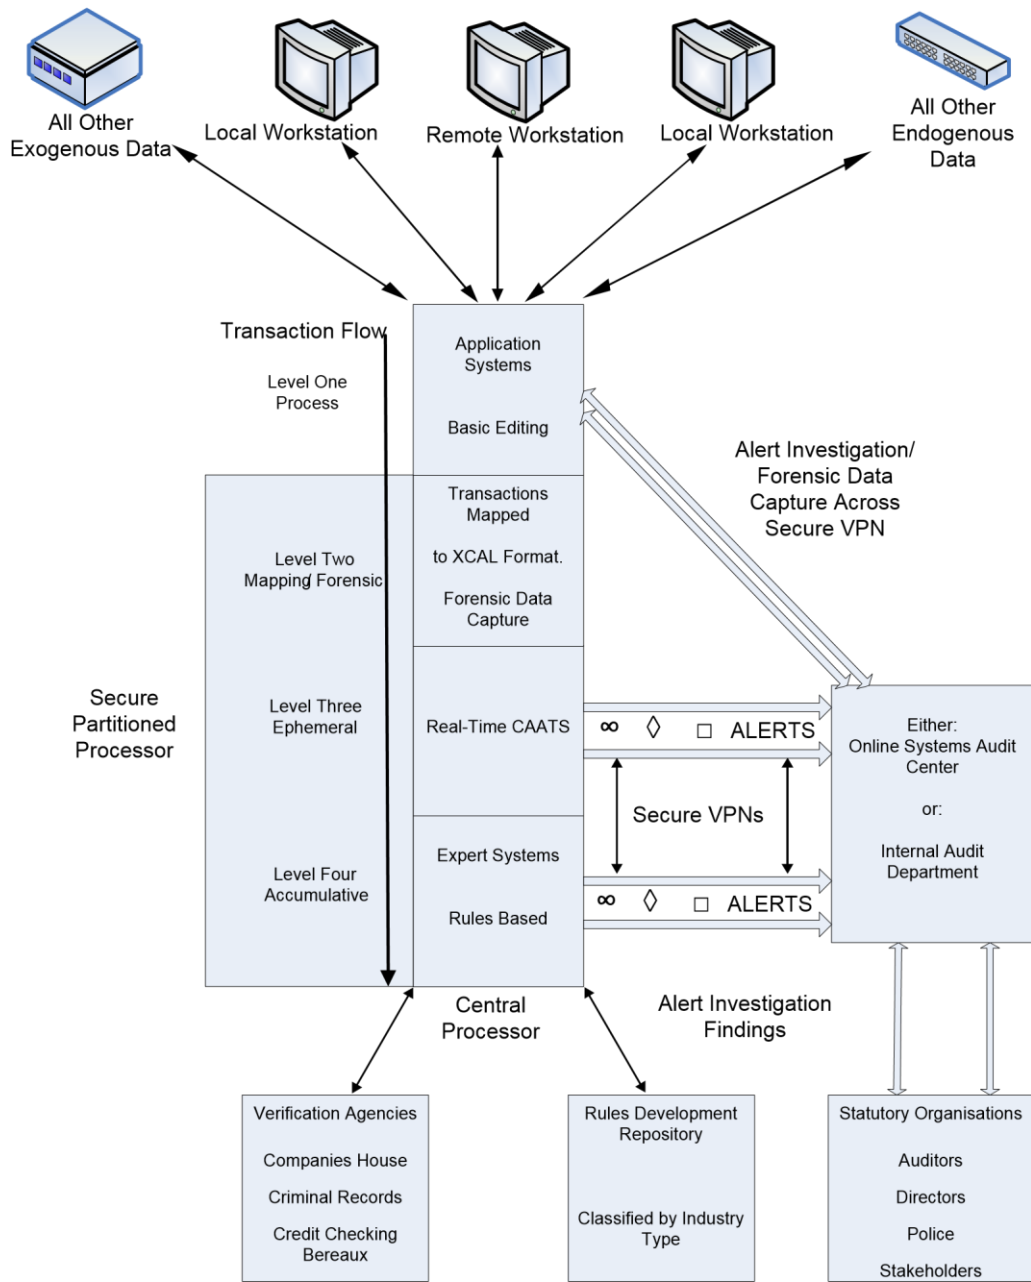 All Other
Exogenous Data
Local Workstation
Remote Workstation
Local Workstation
All Other
Endogenous
Data
Transaction Flow
Level One
Process
Application
Systems
Basic Editing
Alert Investigation/
Forensic Data
Capture Across
Secure VPN
Level Two
Mapping/Forensic
Transactions
Mapped
to XCAL Format.
Forensic Data
Capture
Secure
Partitioned
Processor
Level Three
Ephemeral
Real-Time CAATS
∞ ◊ □ ALERTS
Either:
Online Systems Audit
Center
or:
Internal Audit
Department
Secure VPNs
Level Four
Accumulative
Expert Systems
Rules Based
∞ ◊ □ ALERTS
Central
Processor
Alert Investigation
Findings
Verification Agencies
Companies House
Criminal Records
Credit Checking
Bereaux
Rules Development
Repository
Classified by Industry
Type
Statutory Organisations
Auditors
Directors
Police
Stakeholders